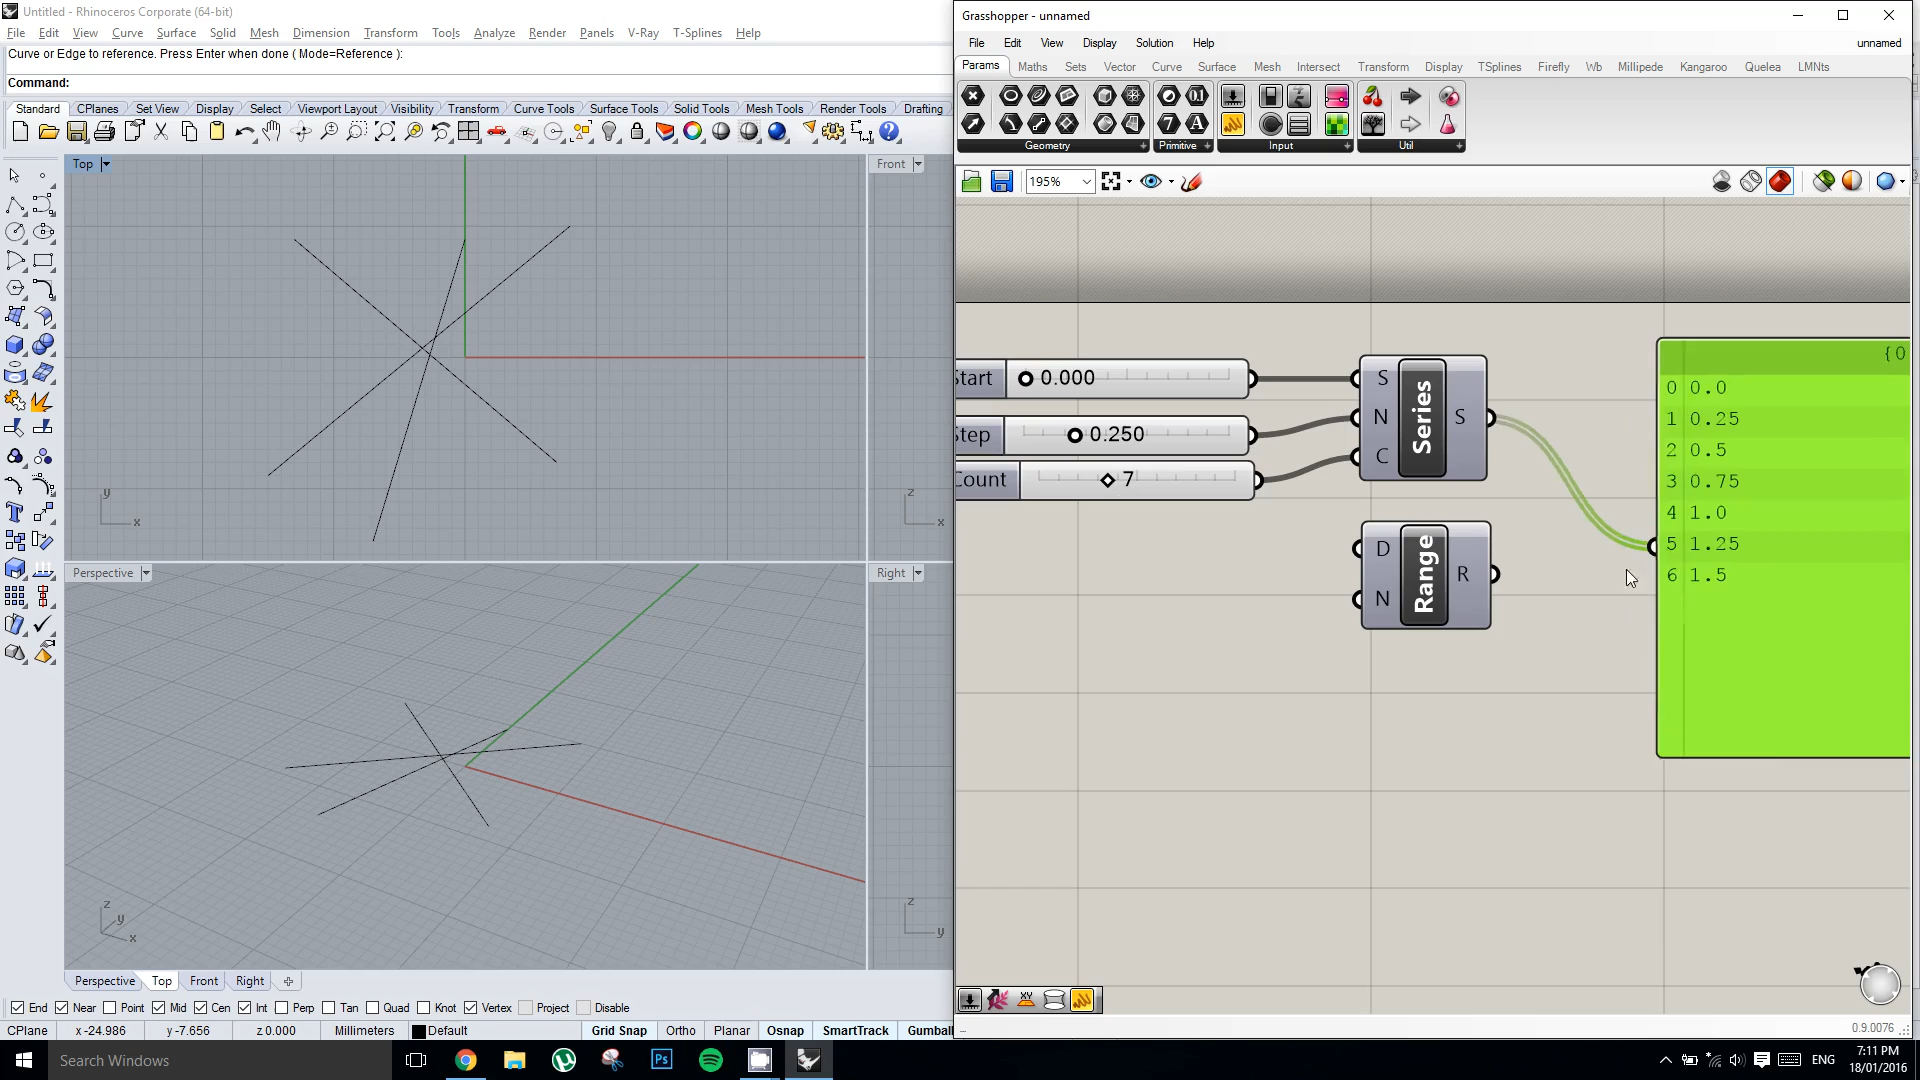 Untitled - Rhinoceros Corporate (64-bit)
File Edit View Curve Surface Solid Mesh Dimension Transform Tools Analyze Render Panels V-Ray T-Splines Help
Curve or Edge to reference. Press Enter when done ( Mode=Reference ):
Command:
Standard CPlanes Set View Display Select Viewport Layout Visibility Transform Curve Tools Surface Tools Solid Tools Mesh Tools Render Tools Drafting
Top
Front
y
x
z
x
Perspective
Right
z
y
x
z
y
Perspective Top Front Right
End Near Point Mid Cen Int Perp Tan Quad Knot Vertex Project Disable
CPlane x -24.986 y -7.656 z 0.000 Millimeters Default Grid Snap Ortho Planar Osnap SmartTrack Gumball
Grasshopper - unnamed
File Edit View Display Solution Help unnamed
Params Maths Sets Vector Curve Surface Mesh Intersect Transform Display TSplines Firefly Wb Millipede Kangaroo Quelea LMNts
0.1
7 A
Geometry Primitive Input Util
195%
Start 0.000
Step 0.250
Count 7
S
N
C
Series
S
D
N
Range
R
{0
0 0.0
1 0.25
2 0.5
3 0.75
4 1.0
5 1.25
6 1.5
XY
...
0.9.0076
Search Windows
Ps
ENG
7:11 PM
18/01/2016